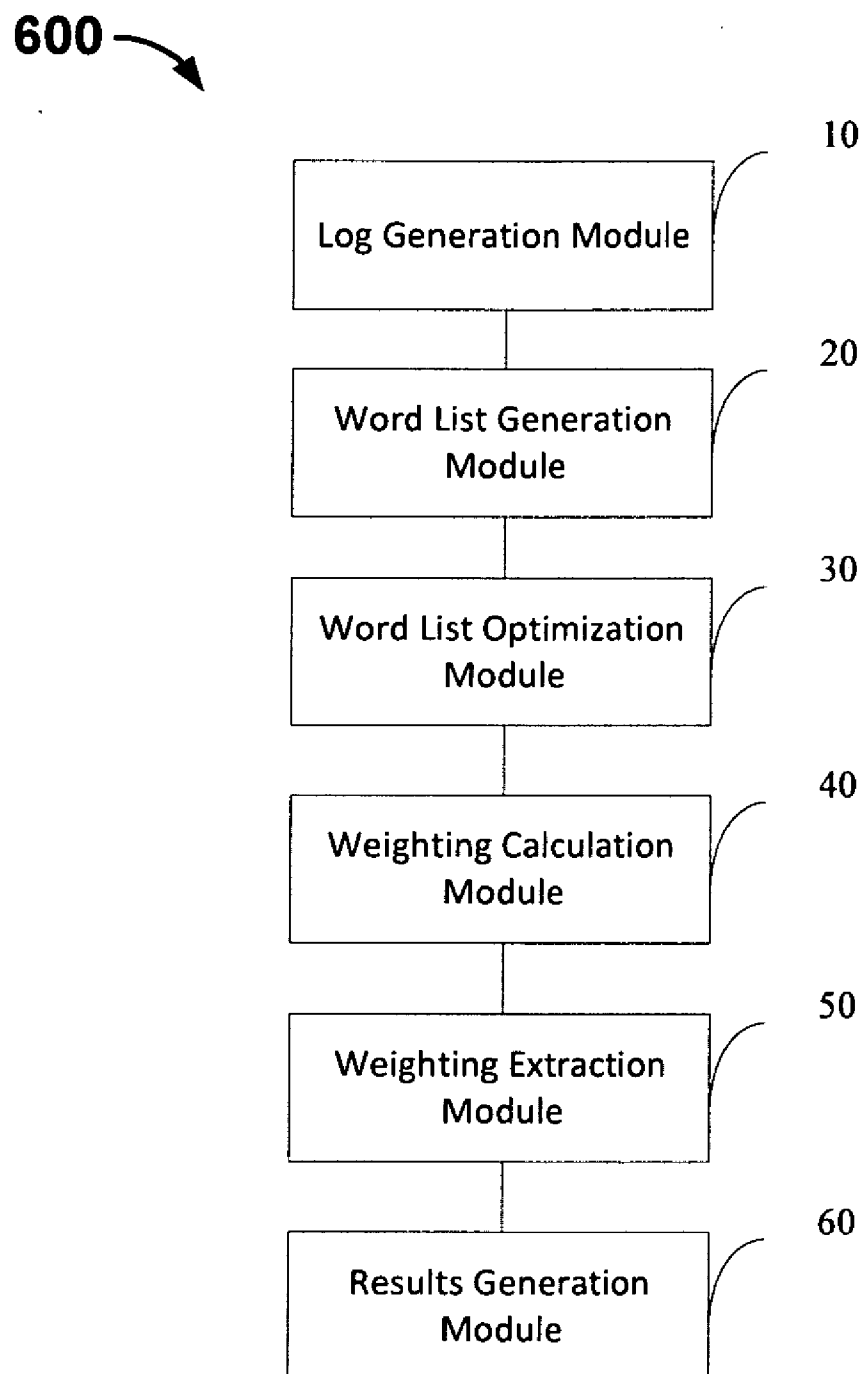 600
10
Log Generation Module
20
Word List Generation
Module
30
Word List Optimization
Module
40
Weighting Calculation
Module
50
Weighting Extraction
Module
60
Results Generation
Module